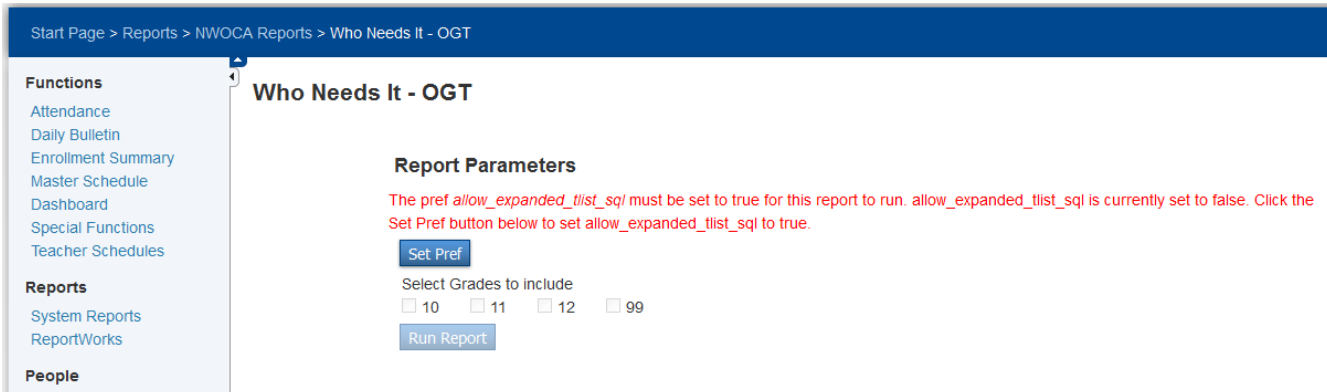 Start Page > Reports > NWOCA Reports > Who Needs It - OGT
Functions
Attendance
Daily Bulletin
Enrollment Summary
Master Schedule
Dashboard
Special Functions
Teacher Schedules
Reports
System Reports
ReportWorks
People
Who Needs It - OGT
Report Parameters
The pref allow_expanded_tlist_sql must be set to true for this report to run. allow_expanded_tlist_sql is currently set to false. Click the
Set Pref button below to set allow_expanded_tlist_sql to true.
Set Pref
Select Grades to include
10 11 12 99
Run Report